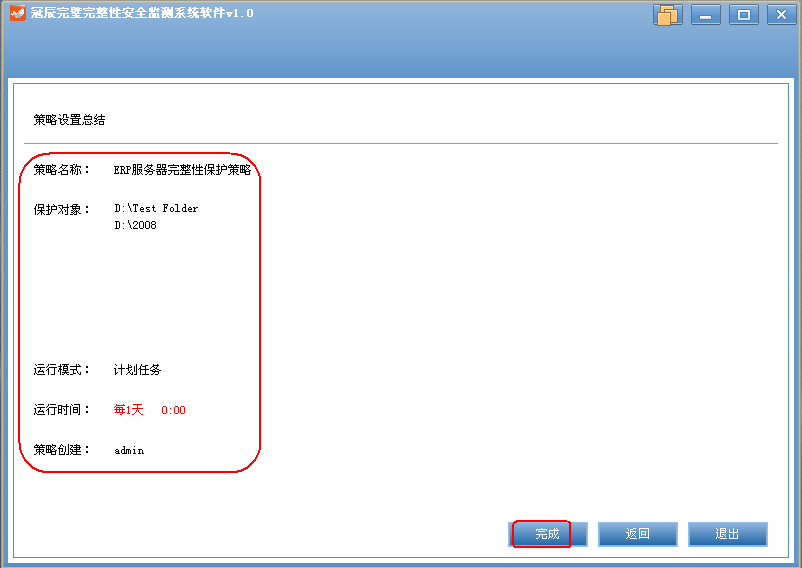 冠辰完璧完整性安全监测系统软件v1.0
策略设置总结
策略名称： ERP服务器完整性保护策略
保护对象： D:\Test Folder
D:\2008
运行模式： 计划任务
运行时间： 每1天 0:00
策略创建： admin
完成 返回 退出